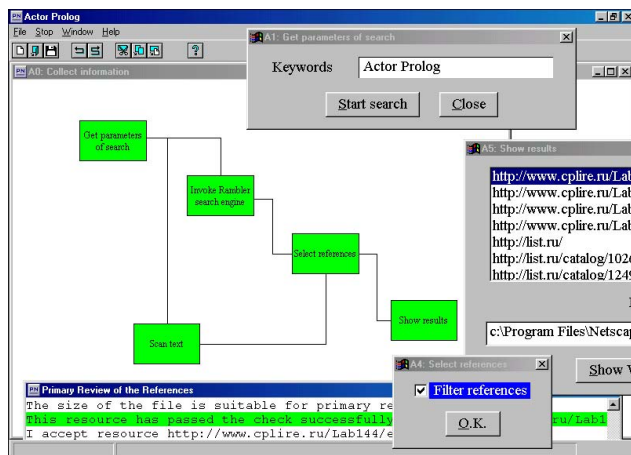 Actor Prolog
File Stop Window Help
A0: Collect information
A1: Get parameters of search
Keywords Actor Prolog
Start search Close
Get parameters
of search
Invoke Rambler
search engine
Select references
Show results
Scan text
A5: Show results
http://www.cplire.ru/Lab
http://www.cplire.ru/Lab
http://www.cplire.ru/Lab
http://www.cplire.ru/Lab
http://list.ru/
http://list.ru/catalog/1026
http://list.ru/catalog/1249
c:\Program Files\Netscap
Show
A4: Select references
Filter references
O.K.
Primary Review of the References
The size of the file is suitable for primary re
This resource has passed the check successfully
ru/Lab1
I accept resource http://www.cplire.ru/Lab144/e